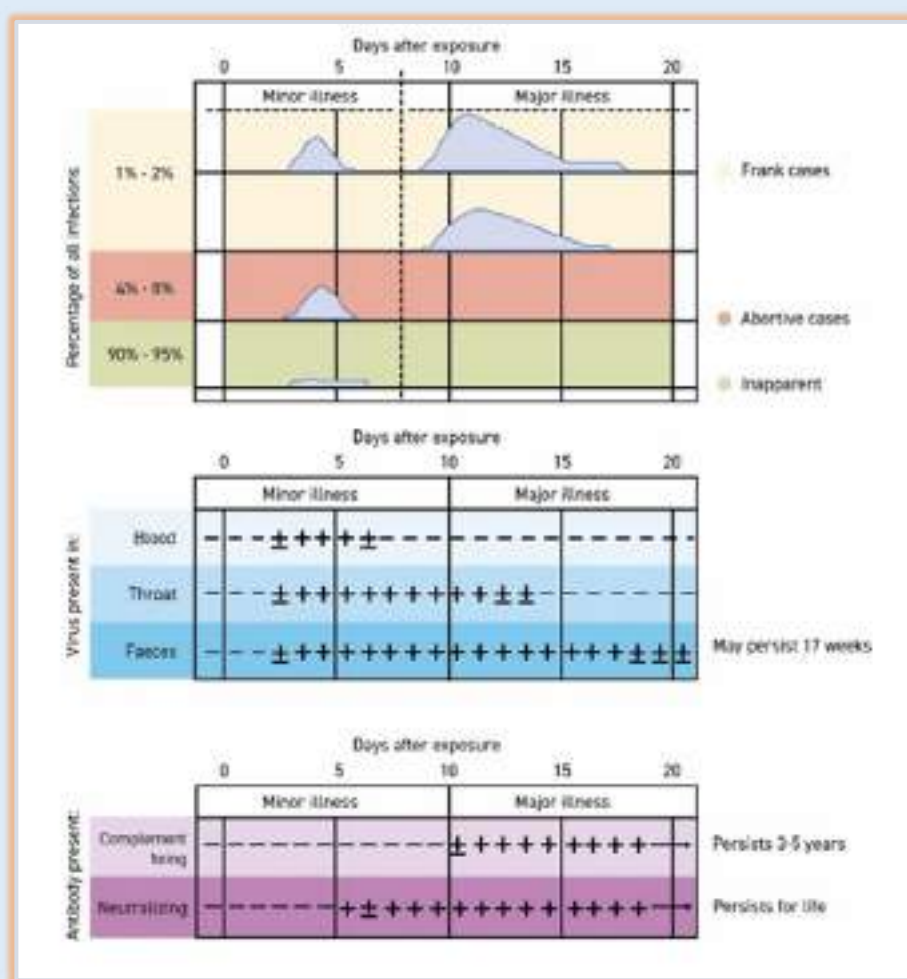 Days after exposure
0 5 10 15 20
Minor illness Major illness
Percentage of all infections
1% - 2%
Frank cases
4% - 8%
Abortive cases
90% - 95%
Inapparent
Days after exposure
0 5 10 15 20
Minor illness Major illness
Virus present in:
Blood - - ± + + + ± - - - - - - - - - - - - - -
Throat - - ± + + + + + + + + + ± ± - - - - - - -
Faeces - - ± + + + + + + + + + + + + + + + ± ± ±
May persist 17 weeks
Days after exposure
0 5 10 15 20
Minor illness Major illness
Antibody present:
Complement
fixing
± + + + + + + + +
Persists 3-5 years
Neutralizing
+ ± + + + + + + + + + + + +
Persists for life